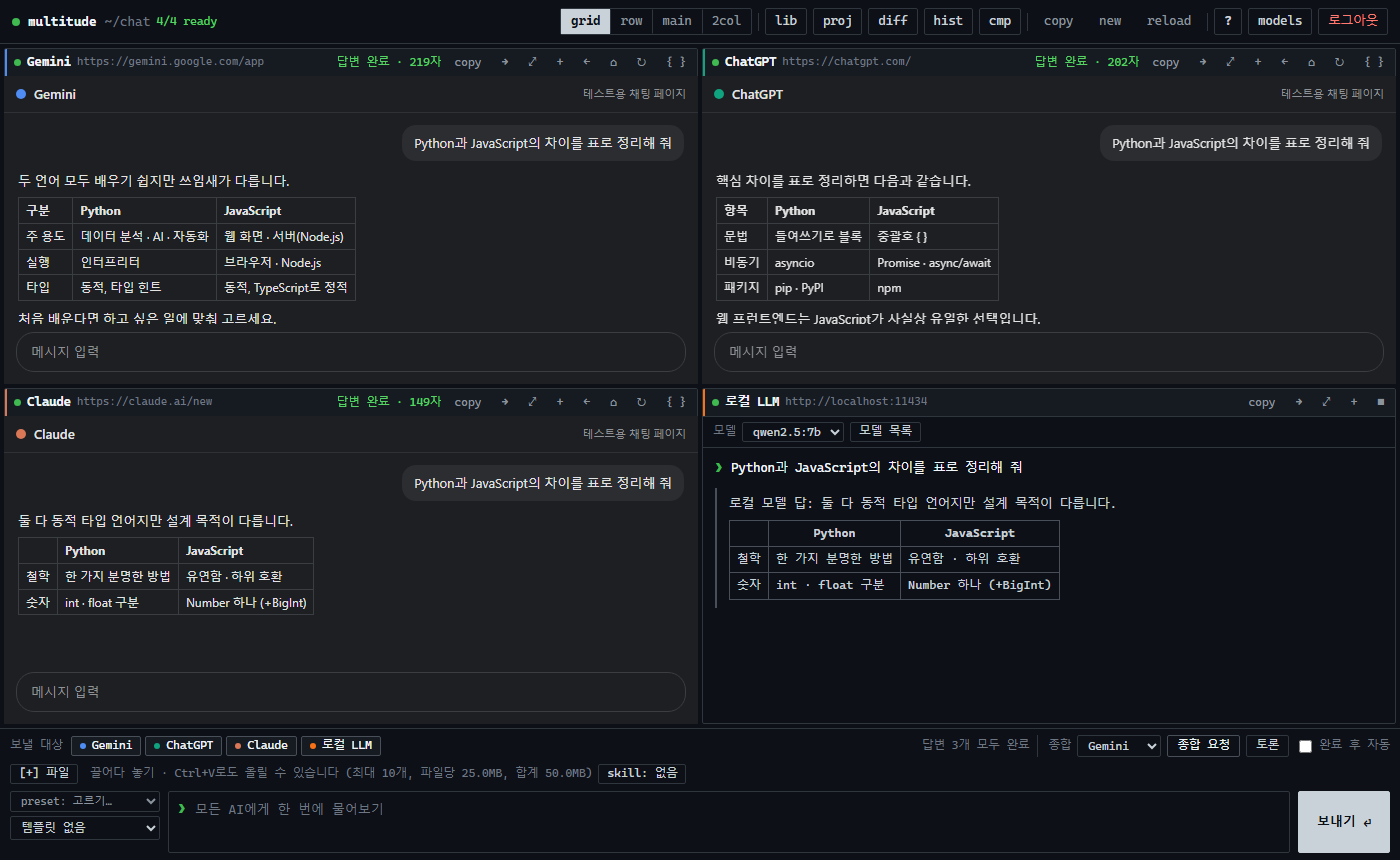 multitude ~/chat 4/4 ready grid row main 2col lib proj diff hist cmp copy new reload ? models 로그아웃
Gemini https://gemini.google.com/app 답변 완료 · 219자 copy → ⤢ + ← ⌂ ↻ { }
Gemini 테스트용 채팅 페이지
Python과 JavaScript의 차이를 표로 정리해 줘
두 언어 모두 배우기 쉽지만 쓰임새가 다릅니다.
구분 Python JavaScript
주 용도 데이터 분석 · AI · 자동화 웹 화면 · 서버(Node.js)
실행 인터프리터 브라우저 · Node.js
타입 동적, 타입 힌트 동적, TypeScript로 정적
처음 배운다면 하고 싶은 일에 맞춰 고르세요.
메시지 입력
ChatGPT https://chatgpt.com/ 답변 완료 · 202자 copy → ⤢ + ← ⌂ ↻ { }
ChatGPT 테스트용 채팅 페이지
Python과 JavaScript의 차이를 표로 정리해 줘
핵심 차이를 표로 정리하면 다음과 같습니다.
항목 Python JavaScript
문법 들여쓰기로 블록 중괄호 { }
비동기 asyncio Promise · async/await
패키지 pip · PyPI npm
웹 프런트엔드는 JavaScript가 사실상 유일한 선택입니다.
메시지 입력
Claude https://claude.ai/new 답변 완료 · 149자 copy → ⤢ + ← ⌂ ↻ { }
Claude 테스트용 채팅 페이지
Python과 JavaScript의 차이를 표로 정리해 줘
둘 다 동적 타입 언어지만 설계 목적이 다릅니다.
Python JavaScript
철학 한 가지 분명한 방법 유연함 · 하위 호환
숫자 int · float 구분 Number 하나 (+BigInt)
메시지 입력
로컬 LLM http://localhost:11434 copy → ⤢ + ■
모델 qwen2.5:7b 모델 목록
❯ Python과 JavaScript의 차이를 표로 정리해 줘
로컬 모델 답: 둘 다 동적 타입 언어지만 설계 목적이 다릅니다.
Python JavaScript
철학 한 가지 분명한 방법 유연함 · 하위 호환
숫자 int · float 구분 Number 하나 (+BigInt)
보낼 대상 Gemini ChatGPT Claude 로컬 LLM 답변 3개 모두 완료 종합 Gemini 종합 요청 토론 완료 후 자동
[+] 파일 끌어다 놓기 · Ctrl+V로도 올릴 수 있습니다 (최대 10개, 파일당 25.0MB, 합계 50.0MB) skill: 없음
preset: 고르기…
템플릿 없음
❯ 모든 AI에게 한 번에 물어보기
보내기 ↵